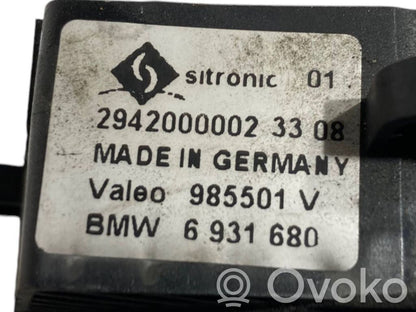 sitronic 01
2942000002 33 08
MADE IN GERMANY
Valeo 985501 V
BMW 6 931 680
Ovoko